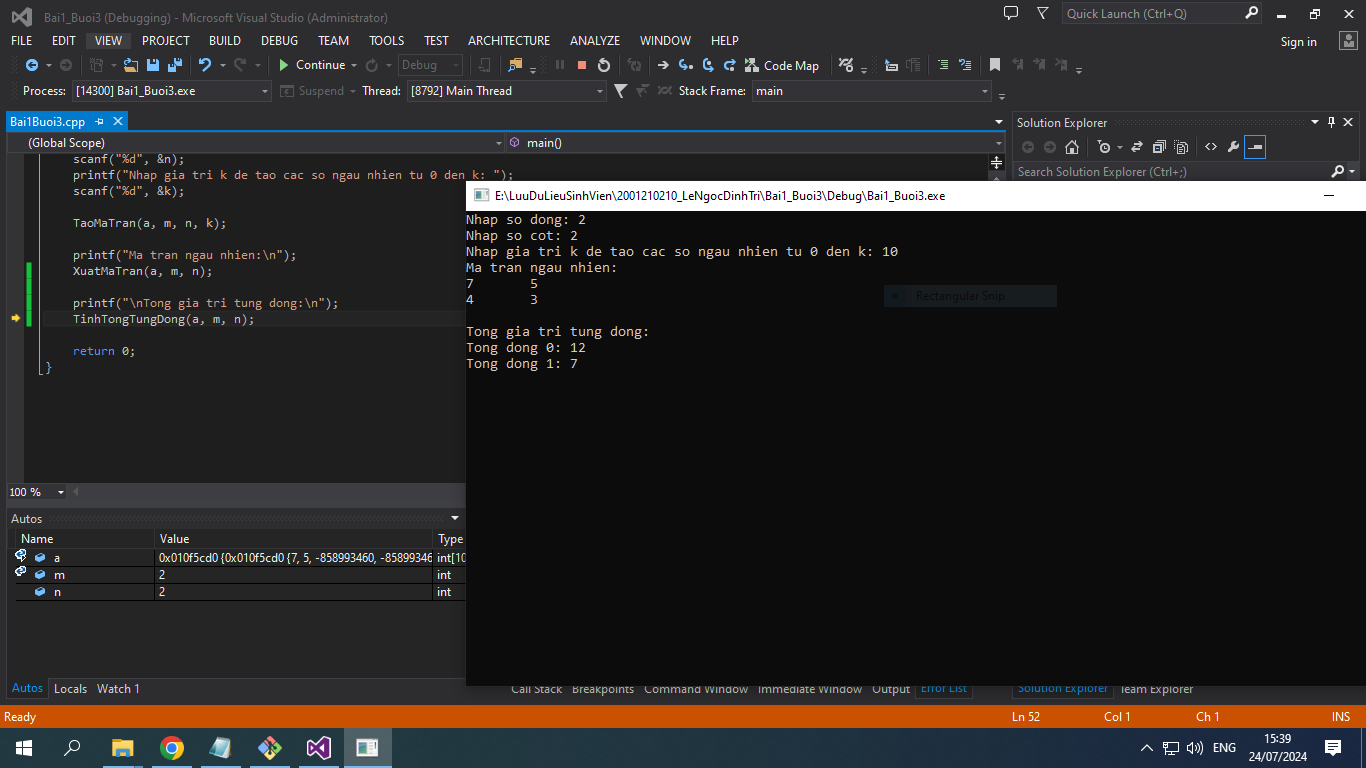 Bai1_Buoi3 (Debugging) - Microsoft Visual Studio (Administrator)
Quick Launch (Ctrl+Q)
FILE EDIT VIEW PROJECT BUILD DEBUG TEAM TOOLS TEST ARCHITECTURE ANALYZE WINDOW HELP
Sign in
Continue Debug Code Map
Process: [14300] Bai1_Buoi3.exe Suspend Thread: [8792] Main Thread Stack Frame: main
Bai1Buoi3.cpp
(Global Scope) main()
scanf("%d", &n);
printf("Nhap gia tri k de tao cac so ngau nhien tu 0 den k: ");
scanf("%d", &k);
TaoMaTran(a, m, n, k);
printf("Ma tran ngau nhien:\n");
XuatMaTran(a, m, n);
printf("\nTong gia tri tung dong:\n");
TinhTongTungDong(a, m, n);
return 0;
}
100 %
Solution Explorer
Search Solution Explorer (Ctrl+;)
E:\LuuDuLieuSinhVien\2001210210_LeNgocDinhTri\Bai1_Buoi3\Debug\Bai1_Buoi3.exe
Nhap so dong: 2
Nhap so cot: 2
Nhap gia tri k de tao cac so ngau nhien tu 0 den k: 10
Ma tran ngau nhien:
7 5
4 3
Tong gia tri tung dong:
Tong dong 0: 12
Tong dong 1: 7
Rectangular Snip
Autos
Name Value Type
a 0x010f5cd0 {0x010f5cd0 {7, 5, -858993460, -8589934 int[10
m 2 int
n 2 int
Autos Locals Watch 1
Call Stack Breakpoints Command Window Immediate Window Output Error List
Solution Explorer Team Explorer
Ready Ln 52 Col 1 Ch 1 INS
ENG
15:39
24/07/2024